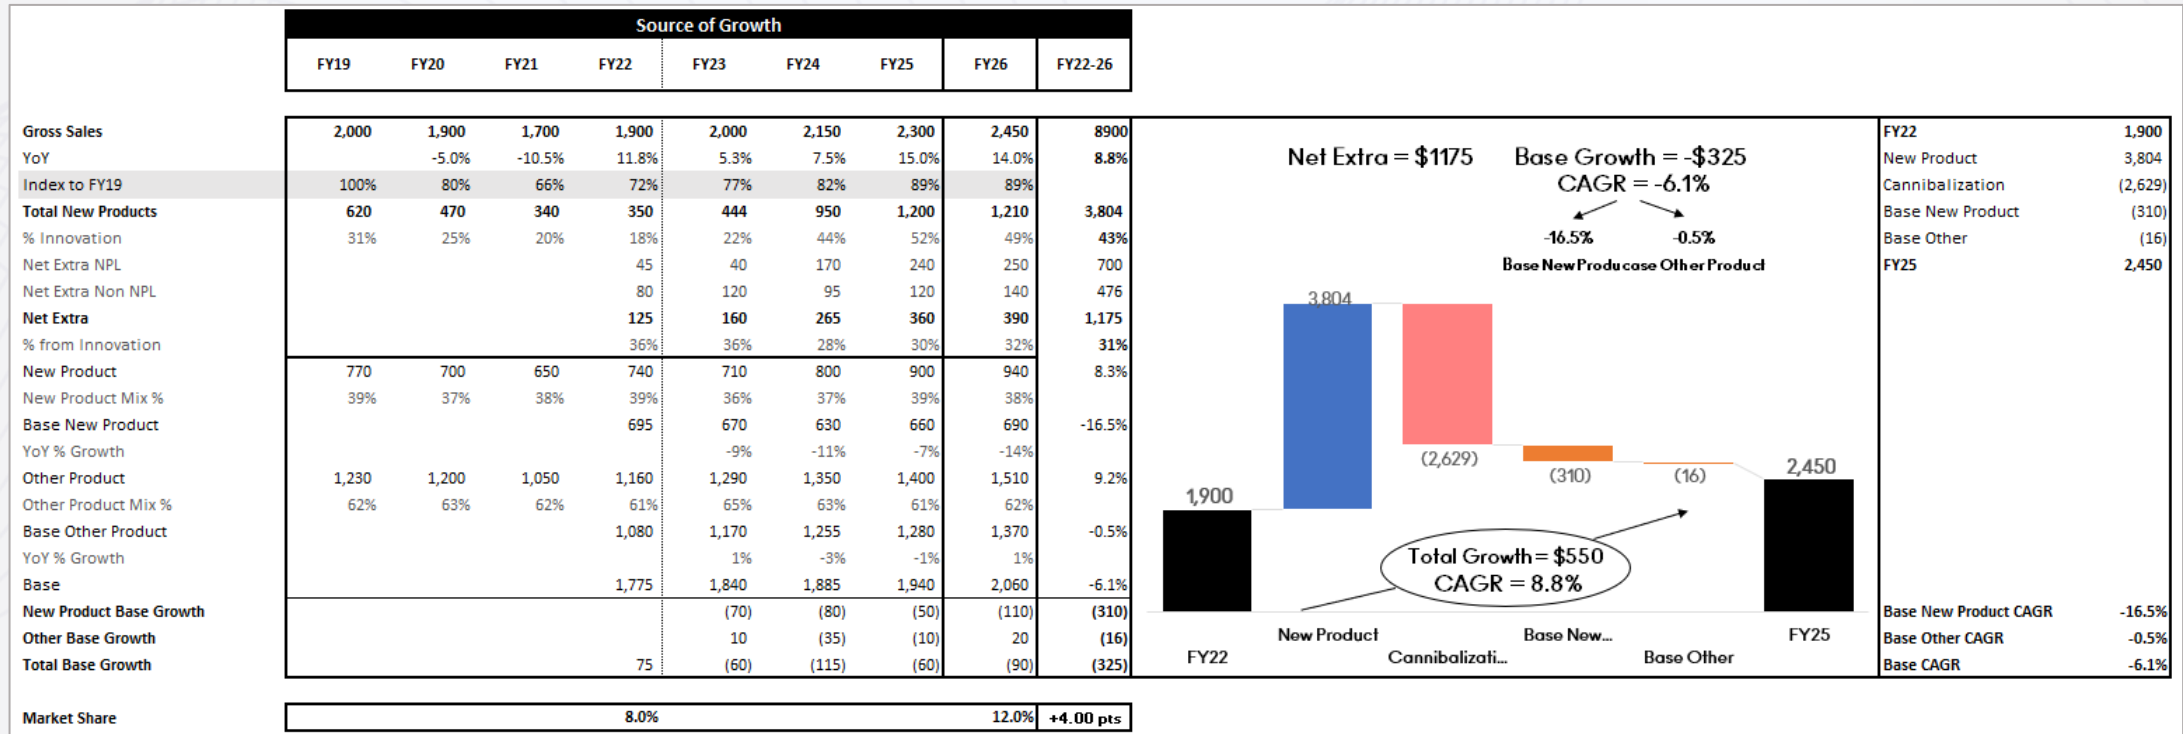 Source of Growth
FY19 FY20 FY21 FY22 FY23 FY24 FY25 FY26 FY22-26
Gross Sales 2,000 1,900 1,700 1,900 2,000 2,150 2,300 2,450 8900
YoY -5.0% -10.5% 11.8% 5.3% 7.5% 15.0% 14.0% 8.8%
Index to FY19 100% 80% 66% 72% 77% 82% 89% 89%
Total New Products 620 470 340 350 444 950 1,200 1,210 3,804
% Innovation 31% 25% 20% 18% 22% 44% 52% 49% 43%
Net Extra NPL 45 40 170 240 250 700
Net Extra Non NPL 80 120 95 120 140 476
Net Extra 125 160 265 360 390 1,175
% from Innovation 36% 36% 28% 30% 32% 31%
New Product 770 700 650 740 710 800 900 940 8.3%
New Product Mix % 39% 37% 38% 39% 36% 37% 39% 38%
Base New Product 695 670 630 660 690 -16.5%
YoY % Growth -9% -11% -7% -14%
Other Product 1,230 1,200 1,050 1,160 1,290 1,350 1,400 1,510 9.2%
Other Product Mix % 62% 63% 62% 61% 65% 63% 61% 62%
Base Other Product 1,080 1,170 1,255 1,280 1,370 -0.5%
YoY % Growth 1% -3% -1% 1%
Base 1,775 1,840 1,885 1,940 2,060 -6.1%
New Product Base Growth (70) (80) (50) (110) (310)
Other Base Growth 10 (35) (10) 20 (16)
Total Base Growth 75 (60) (115) (60) (90) (325)
Market Share 8.0% 12.0% +4.00 pts
Net Extra = $1175 Base Growth = -$325
CAGR = -6.1%
-16.5% -0.5%
Base New Producase Other Product
3,804
(2,629)
(310)
(16)
2,450
1,900
Total Growth = $550
CAGR = 8.8%
New Product Base New... FY25
FY22 Cannibalizati... Base Other
FY22 1,900
New Product 3,804
Cannibalization (2,629)
Base New Product (310)
Base Other (16)
FY25 2,450
Base New Product CAGR -16.5%
Base Other CAGR -0.5%
Base CAGR -6.1%